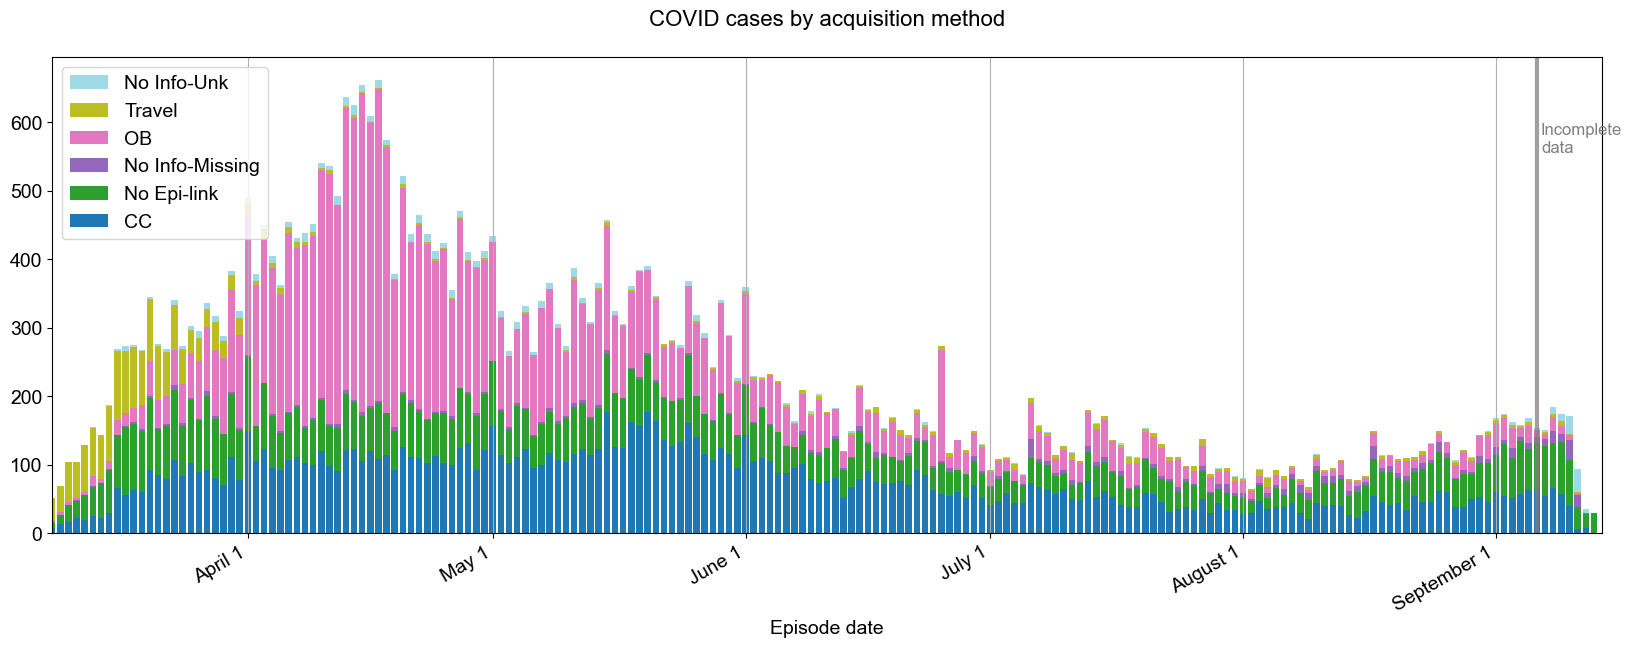 COVID cases by acquisition method
No Info-Unk
Travel
OB
No Info-Missing
No Epi-link
CC
600
500
400
300
200
100
0
Incomplete
data
April 1
May 1
June 1
July 1
August 1
September 1
Episode date